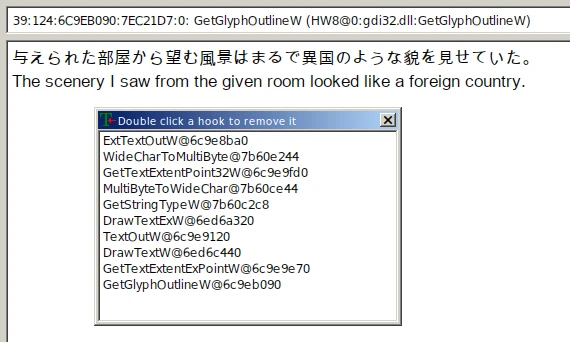 39:124:6C9EB090:7EC21D7:0: GetGlyphOutlineW (HW8@0:gdi32.dll:GetGlyphOutlineW)
与えられた部屋から望む風景はまるで異国のような貌を見せていた。
The scenery I saw from the given room looked like a foreign country.
Double click a hook to remove it
ExtTextOutW@6c9e8ba0
WideCharToMultiByte@7b60e244
GetTextExtentPoint32W@6c9e9fd0
MultiByteToWideChar@7b60ce44
GetStringTypeW@7b60c2c8
DrawTextExW@6ed6a320
TextOutW@6c9e9120
DrawTextW@6ed6c440
GetTextExtentExPointW@6c9e9e70
GetGlyphOutlineW@6c9eb090